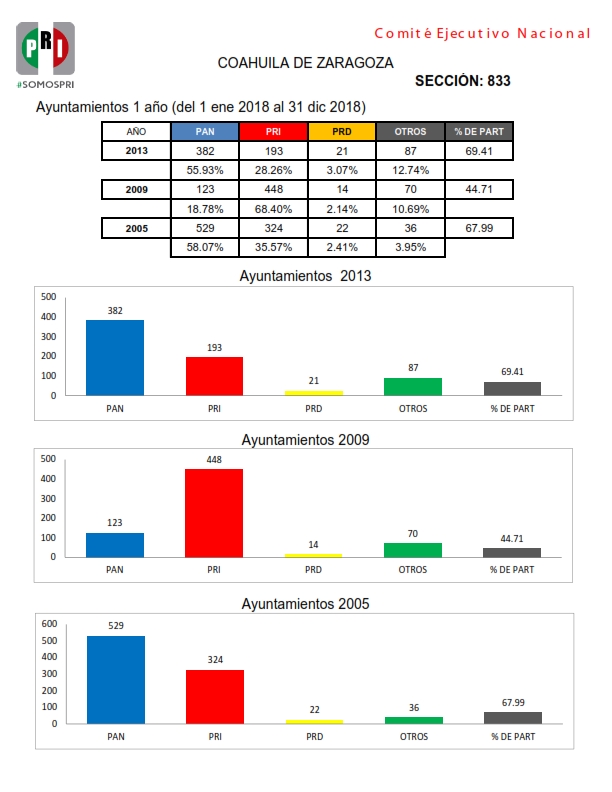 PRI
#SOMOSPRI
Comité Ejecutivo Nacional
COAHUILA DE ZARAGOZA
SECCIÓN: 833
Ayuntamientos 1 año (del 1 ene 2018 al 31 dic 2018)
AÑO PAN PRI PRD OTROS % DE PART
2013 382 193 21 87 69.41
55.93% 28.26% 3.07% 12.74%
2009 123 448 14 70 44.71
18.78% 68.40% 2.14% 10.69%
2005 529 324 22 36 67.99
58.07% 35.57% 2.41% 3.95%
Ayuntamientos 2013
500
400
300
200
100
0
382 193 21 87 69.41
PAN PRI PRD OTROS % DE PART
Ayuntamientos 2009
500
400
300
200
100
0
123 448 14 70 44.71
PAN PRI PRD OTROS % DE PART
Ayuntamientos 2005
600
500
400
300
200
100
0
529 324 22 36 67.99
PAN PRI PRD OTROS % DE PART